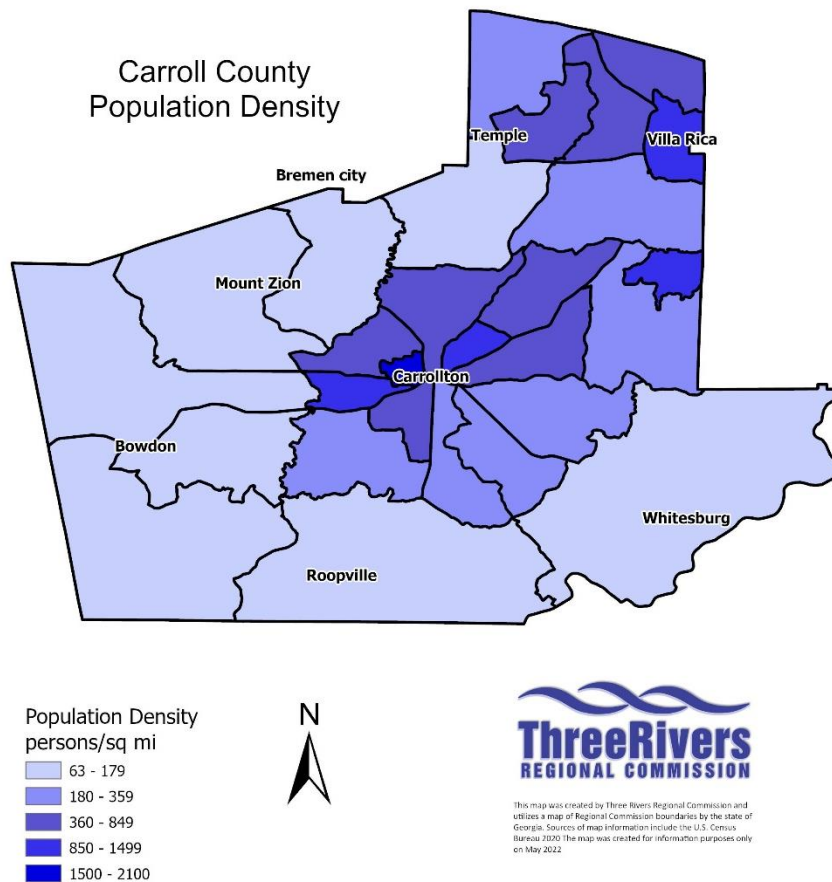 Carroll County
Population Density
Temple
Villa Rica
Bremen city
Mount Zion
Carrollton
Bowdon
Whitesburg
Roopville
Population Density
persons/sq mi
63 - 179
180 - 359
360 - 849
850 - 1499
1500 - 2100
N
ThreeRivers
REGIONAL COMMISSION
This map was created by Three Rivers Regional Commission and
utilizes a map of Regional Commission boundaries by the state of
Georgia. Sources of map information include the U.S. Census
Bureau 2020 The map was created for information purposes only
on May 2022